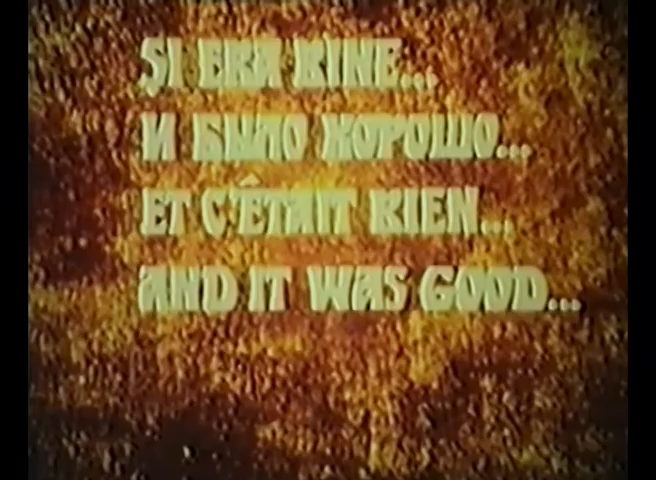 ŞI ERA BINE...
И БЫЛО ХОРОШО...
ET C'ÉTAIT BIEN...
AND IT WAS GOOD...